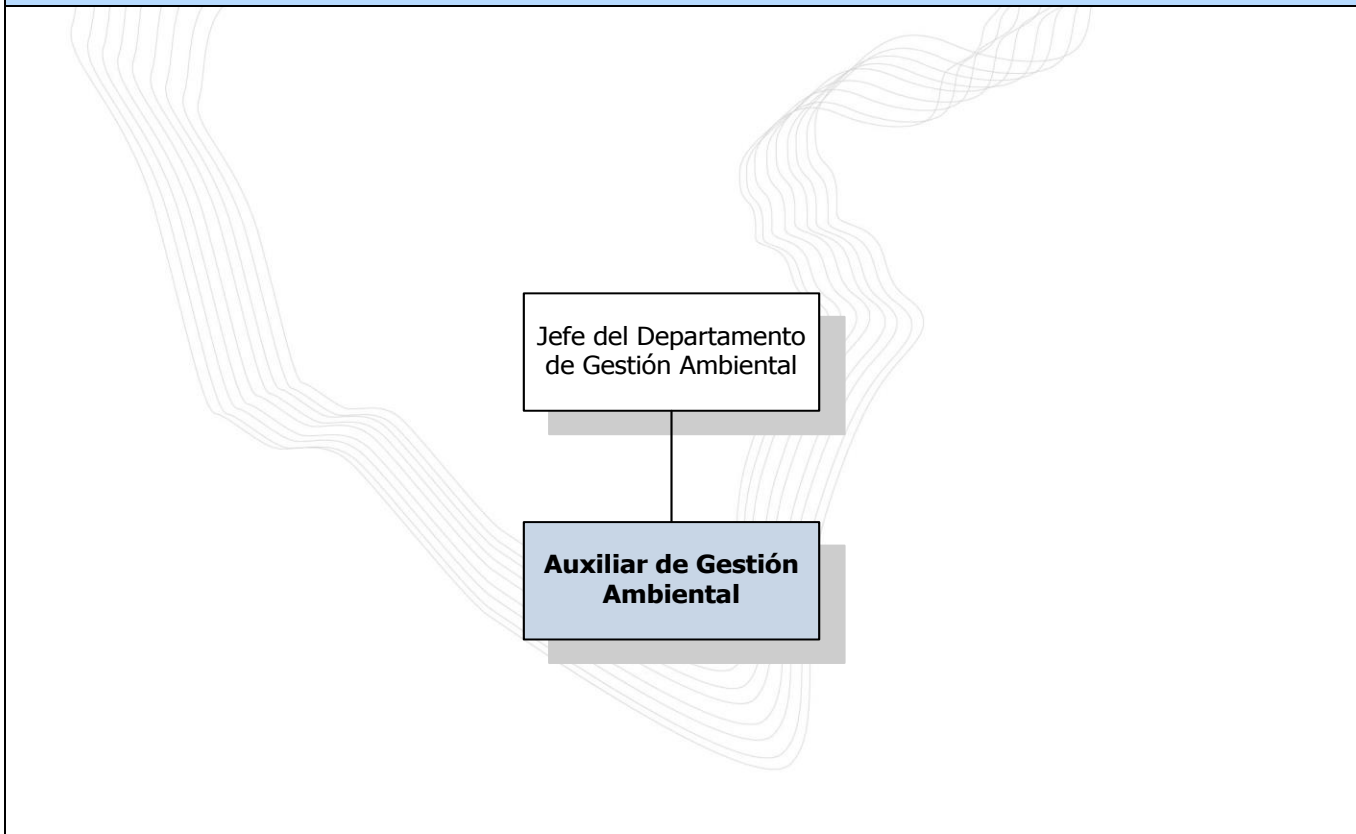 Jefe del Departamento
de Gestión Ambiental
Auxiliar de Gestión
Ambiental